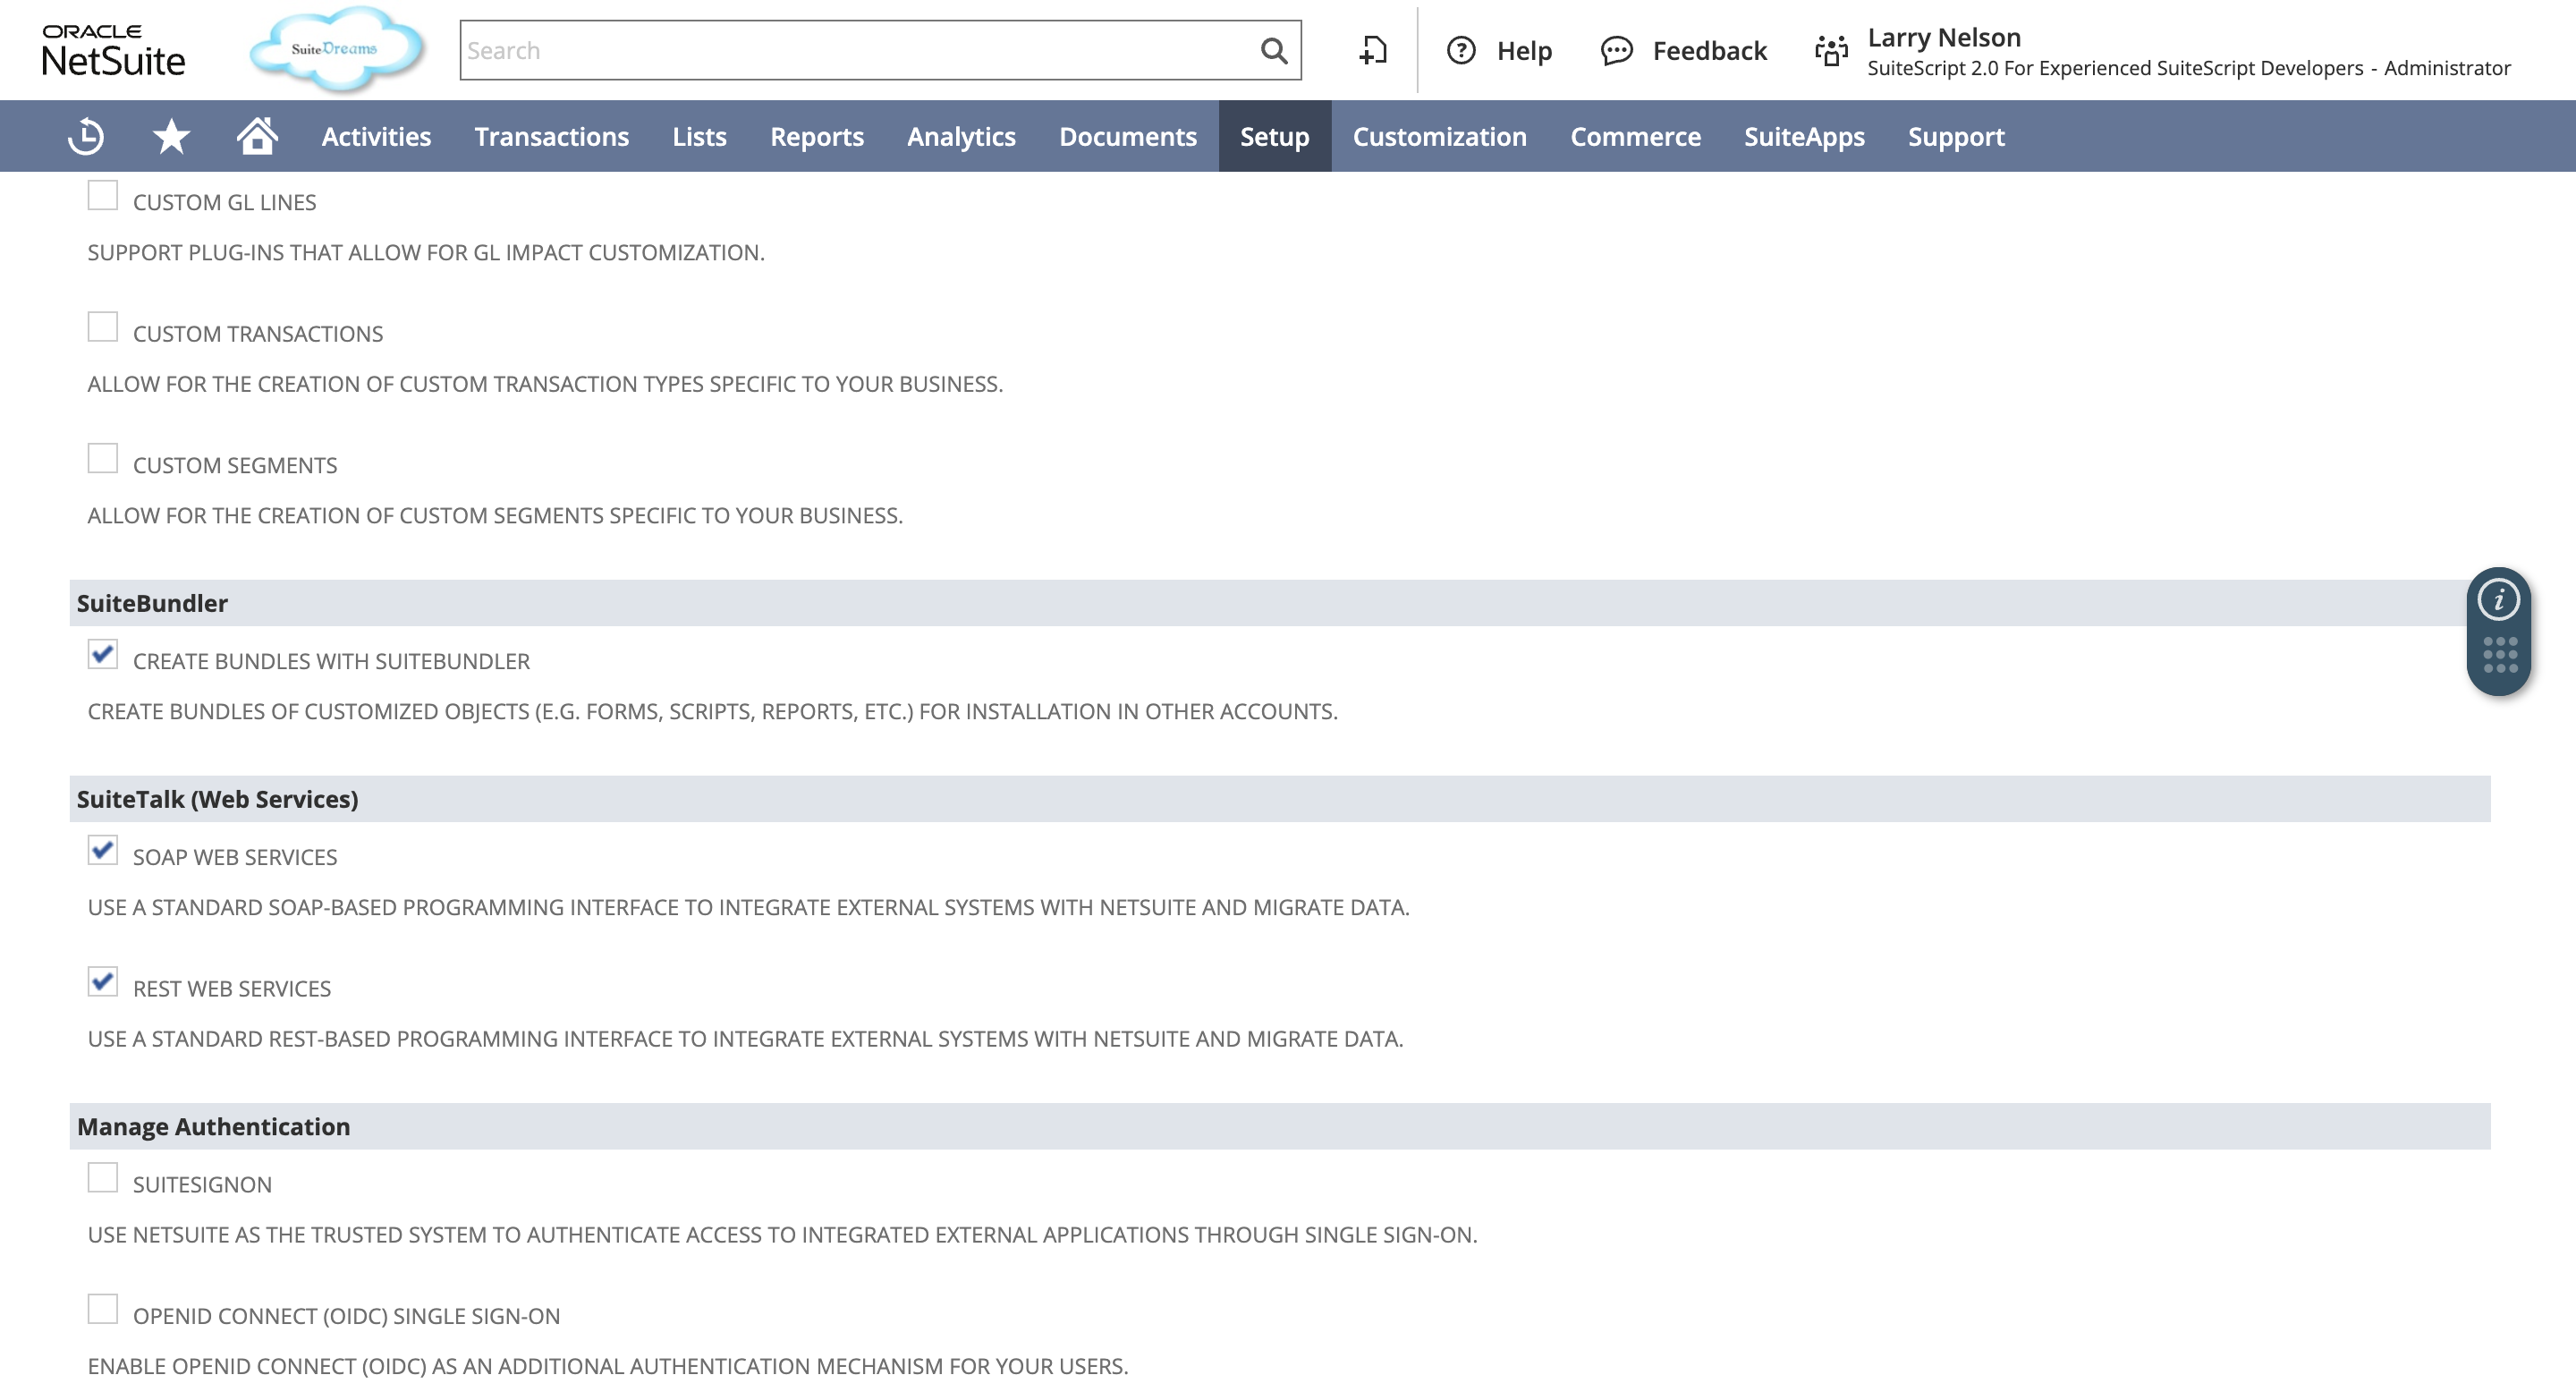 ORACLE
NetSuite
SuiteDreams
Search
Help
Feedback
Larry Nelson
SuiteScript 2.0 For Experienced SuiteScript Developers - Administrator
Activities
Transactions
Lists
Reports
Analytics
Documents
Setup
Customization
Commerce
SuiteApps
Support
CUSTOM GL LINES
SUPPORT PLUG-INS THAT ALLOW FOR GL IMPACT CUSTOMIZATION.
CUSTOM TRANSACTIONS
ALLOW FOR THE CREATION OF CUSTOM TRANSACTION TYPES SPECIFIC TO YOUR BUSINESS.
CUSTOM SEGMENTS
ALLOW FOR THE CREATION OF CUSTOM SEGMENTS SPECIFIC TO YOUR BUSINESS.
SuiteBundler
CREATE BUNDLES WITH SUITEBUNDLER
CREATE BUNDLES OF CUSTOMIZED OBJECTS (E.G. FORMS, SCRIPTS, REPORTS, ETC.) FOR INSTALLATION IN OTHER ACCOUNTS.
SuiteTalk (Web Services)
SOAP WEB SERVICES
USE A STANDARD SOAP-BASED PROGRAMMING INTERFACE TO INTEGRATE EXTERNAL SYSTEMS WITH NETSUITE AND MIGRATE DATA.
REST WEB SERVICES
USE A STANDARD REST-BASED PROGRAMMING INTERFACE TO INTEGRATE EXTERNAL SYSTEMS WITH NETSUITE AND MIGRATE DATA.
Manage Authentication
SUITESIGNON
USE NETSUITE AS THE TRUSTED SYSTEM TO AUTHENTICATE ACCESS TO INTEGRATED EXTERNAL APPLICATIONS THROUGH SINGLE SIGN-ON.
OPENID CONNECT (OIDC) SINGLE SIGN-ON
ENABLE OPENID CONNECT (OIDC) AS AN ADDITIONAL AUTHENTICATION MECHANISM FOR YOUR USERS.